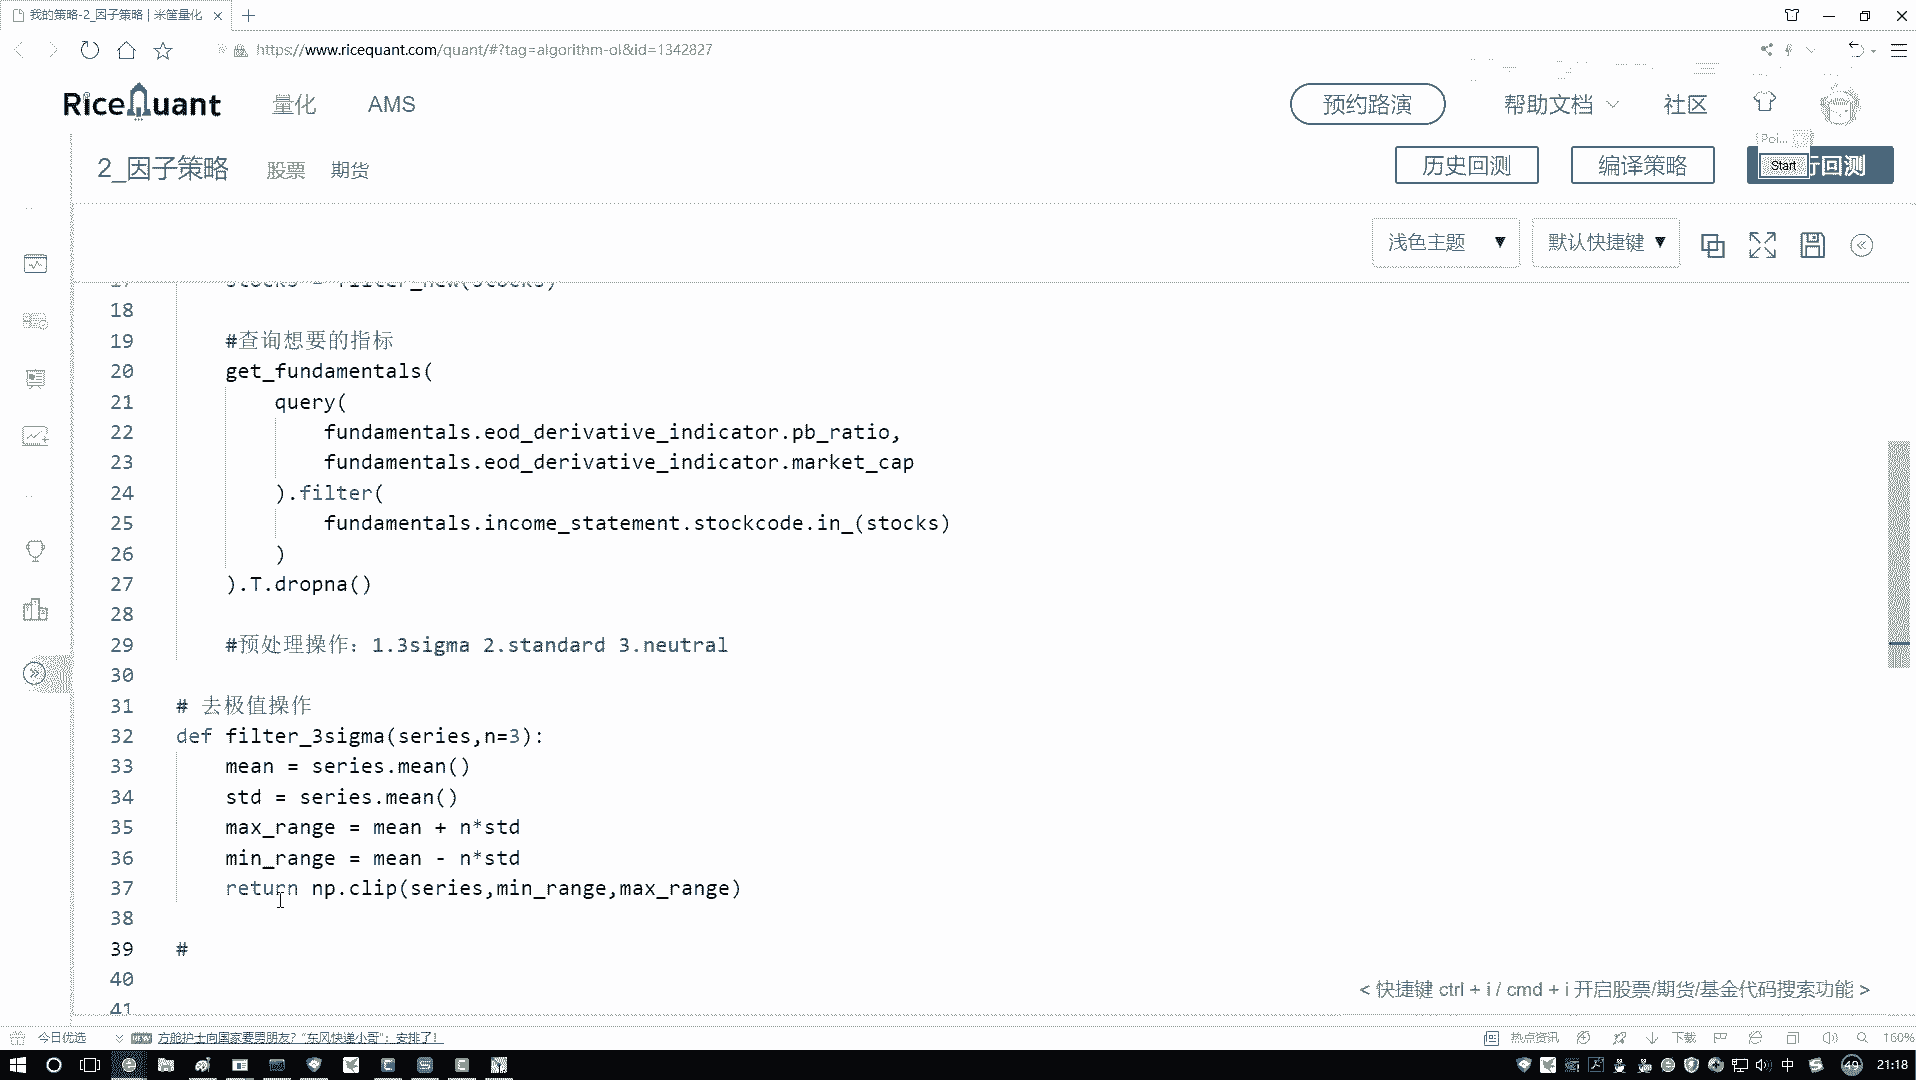 我的策略-2_因子策略 | 米筐量化
https://www.ricequant.com/quant/#?tag=algorithm-ol&id=1342827
RiceQuant 量化 AMS 预约路演 帮助文档 社区
2_因子策略 股票 期货 历史回测 编译策略 行回测
Poi...
Start
浅色主题 默认快捷键
17 stocks = filter_new(stocks)
18
19 #查询想要的指标
20 get_fundamentals(
21 query(
22 fundamentals.eod_derivative_indicator.pb_ratio,
23 fundamentals.eod_derivative_indicator.market_cap
24 ).filter(
25 fundamentals.income_statement.stockcode.in_(stocks)
26 )
27 ).T.dropna()
28
29 #预处理操作：1.3sigma 2.standard 3.neutral
30
31 # 去极值操作
32 def filter_3sigma(series,n=3):
33 mean = series.mean()
34 std = series.mean()
35 max_range = mean + n*std
36 min_range = mean - n*std
37 return np.clip(series,min_range,max_range)
38
39 #
40
41
< 快捷键 ctrl + i / cmd + i 开启股票/期货/基金代码搜索功能 >
今日优选 NEW 方舱护士向国家要男朋友？“东风快递小哥”：安排了！ 热点资讯 下载 160%
中 49 21:18